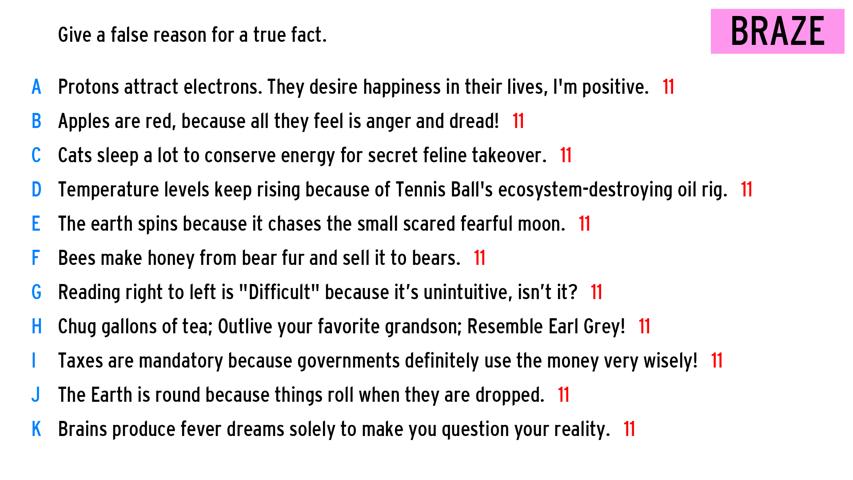 Give a false reason for a true fact.
BRAZE
A Protons attract electrons. They desire happiness in their lives, I'm positive. 11
B Apples are red, because all they feel is anger and dread! 11
C Cats sleep a lot to conserve energy for secret feline takeover. 11
D Temperature levels keep rising because of Tennis Ball's ecosystem-destroying oil rig. 11
E The earth spins because it chases the small scared fearful moon. 11
F Bees make honey from bear fur and sell it to bears. 11
G Reading right to left is "Difficult" because it’s unintuitive, isn’t it? 11
H Chug gallons of tea; Outlive your favorite grandson; Resemble Earl Grey! 11
I Taxes are mandatory because governments definitely use the money very wisely! 11
J The Earth is round because things roll when they are dropped. 11
K Brains produce fever dreams solely to make you question your reality. 11